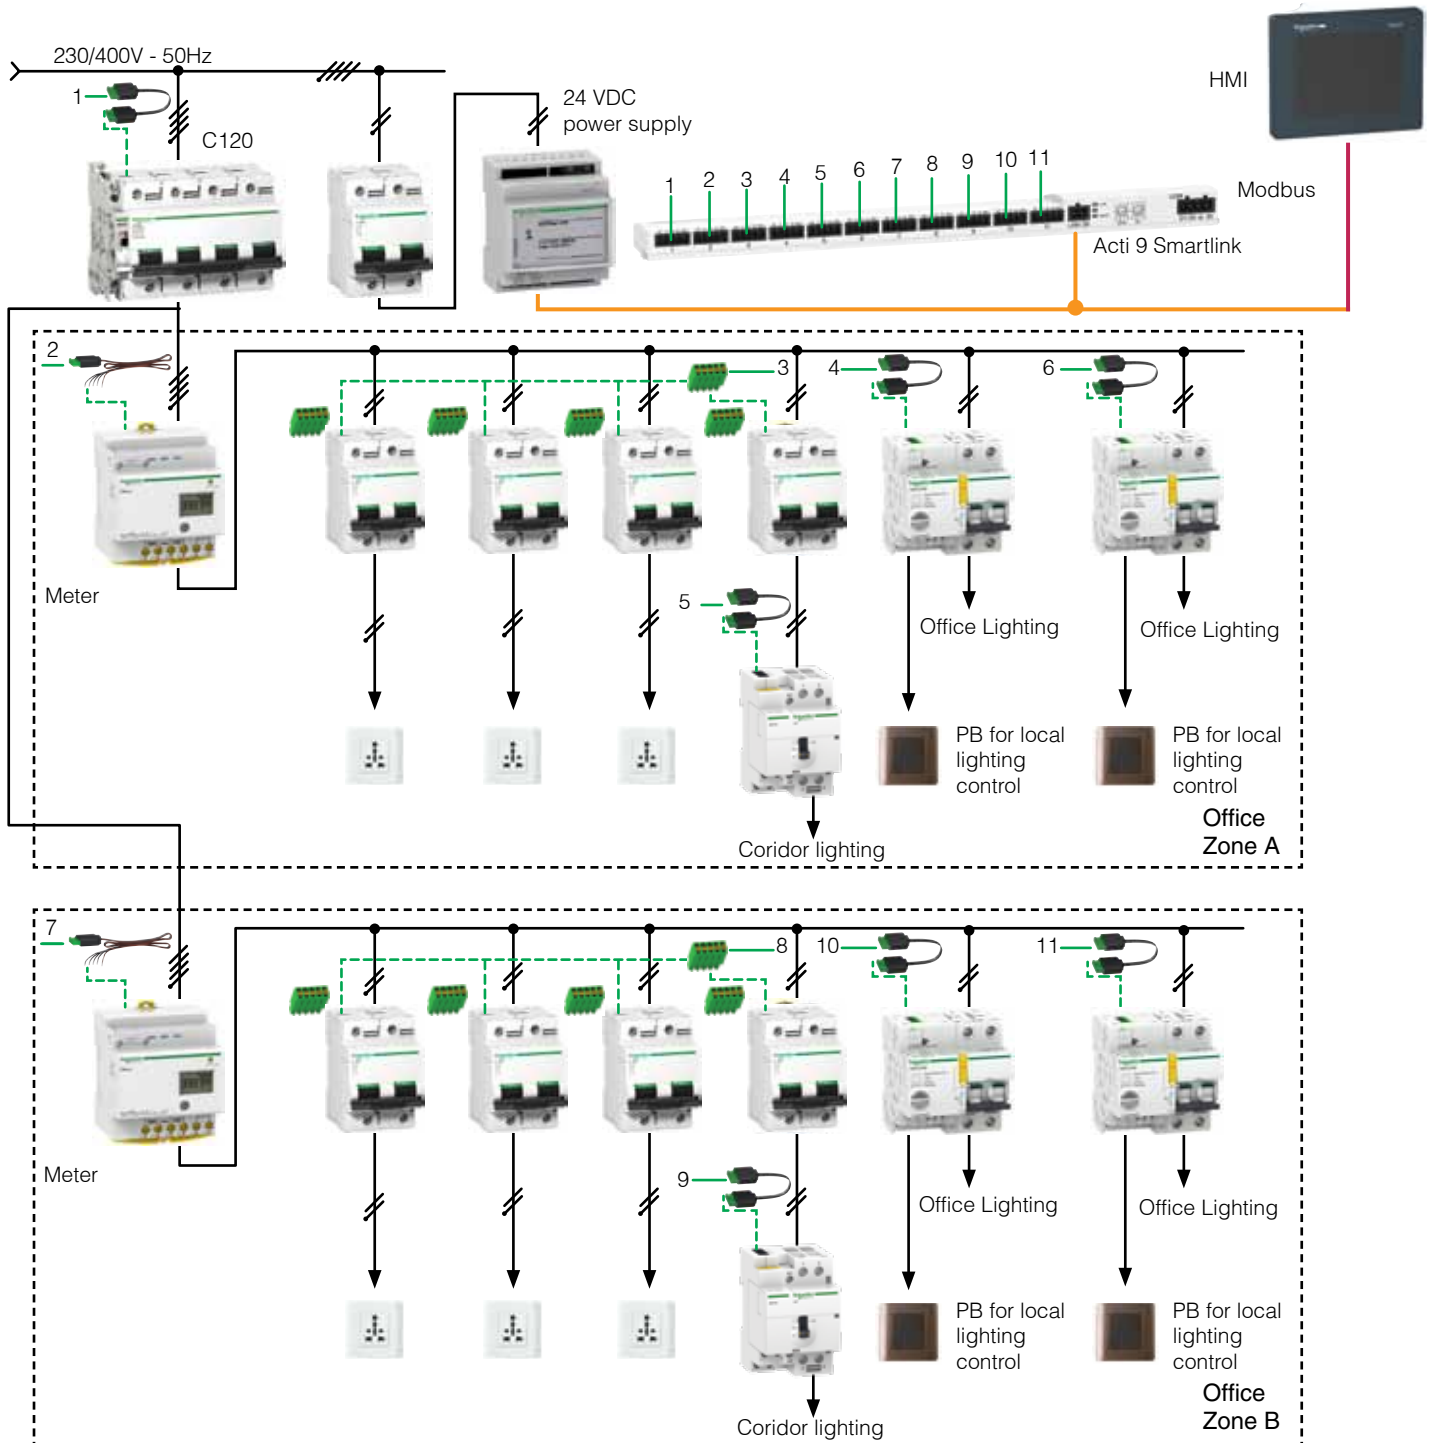 230/400V - 50Hz
1
C120
24 VDC
power supply
HMI
1 2 3 4 5 6 7 8 9 10 11
Modbus
Acti 9 Smartlink
2
3
4
6
Meter
5
Office Lighting
Office Lighting
PB for local
lighting
control
PB for local
lighting
control
Coridor lighting
Office
Zone A
7
8
10
11
Meter
9
Office Lighting
Office Lighting
PB for local
lighting
control
PB for local
lighting
control
Coridor lighting
Office
Zone B